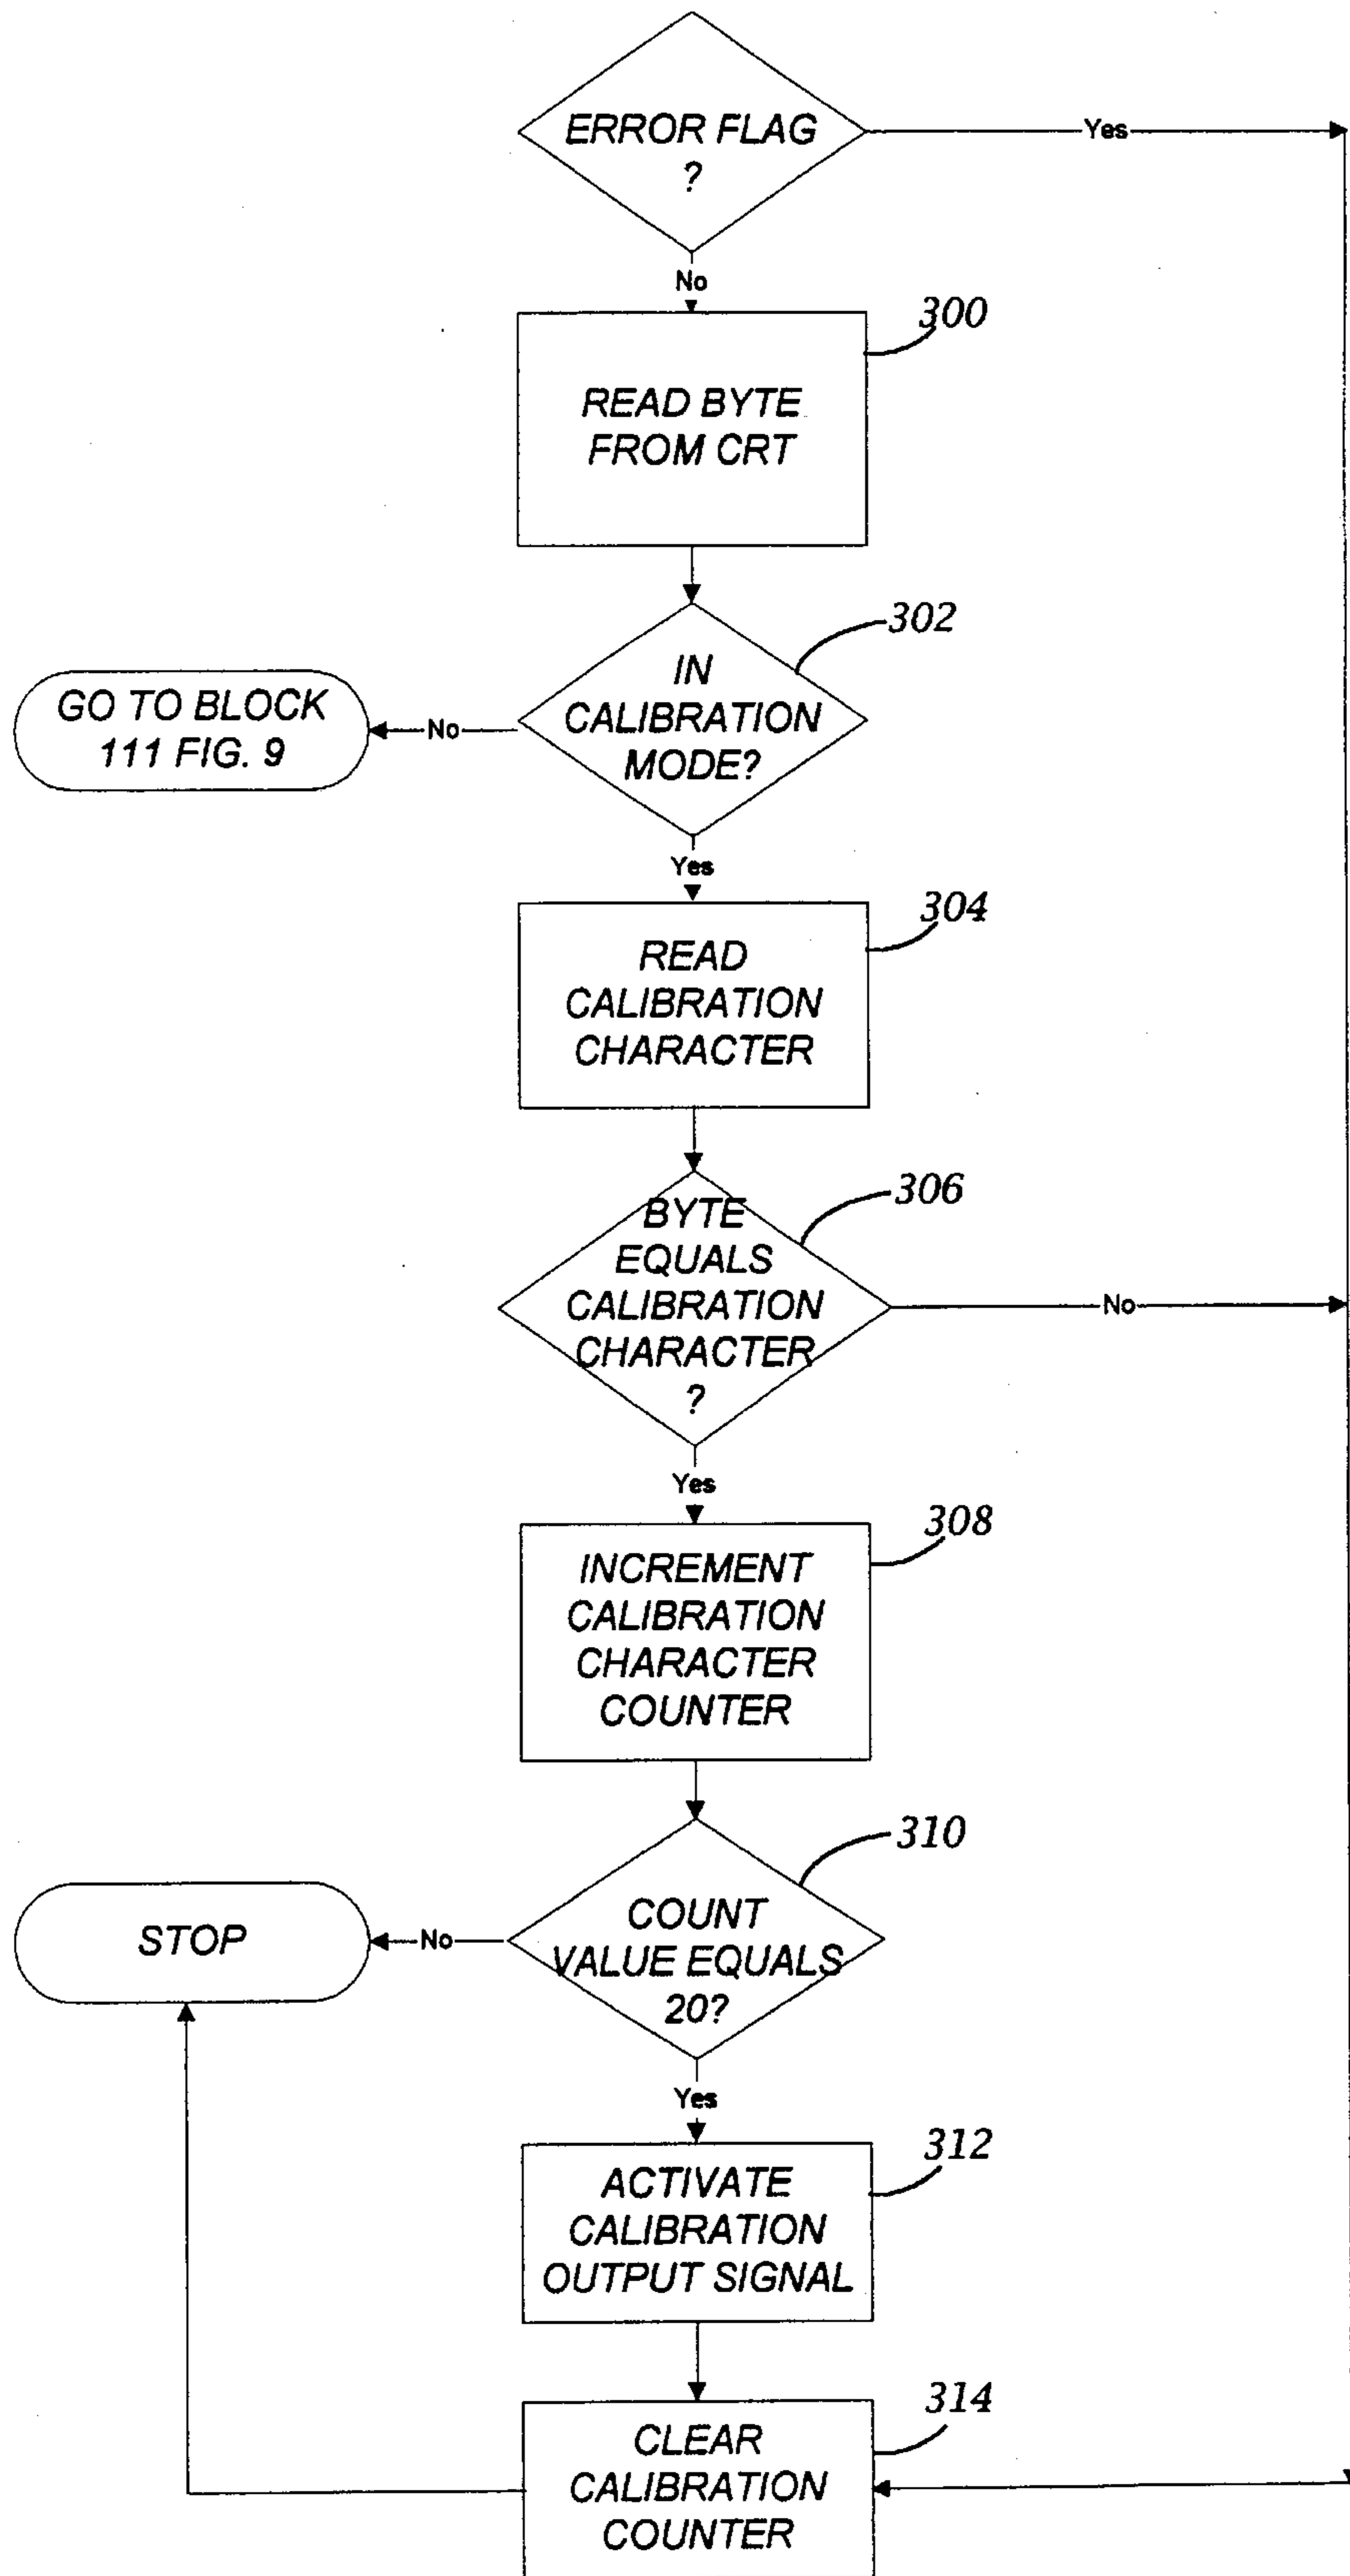 ERROR FLAG
?
Yes
No
300
READ BYTE
FROM CRT
302
IN
CALIBRATION
MODE?
GO TO BLOCK
111 FIG. 9
No
Yes
304
READ
CALIBRATION
CHARACTER
306
BYTE
EQUALS
CALIBRATION
CHARACTER
?
No
Yes
308
INCREMENT
CALIBRATION
CHARACTER
COUNTER
310
COUNT
VALUE EQUALS
20?
STOP
No
Yes
312
ACTIVATE
CALIBRATION
OUTPUT SIGNAL
314
CLEAR
CALIBRATION
COUNTER